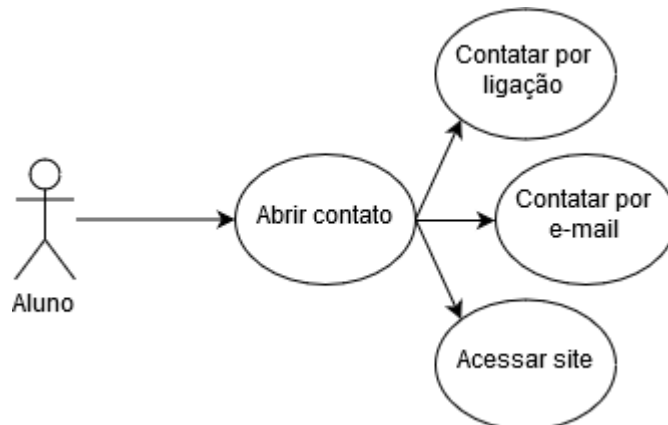 Contatar por
ligação
Abrir contato
Contatar por
e-mail
Aluno
Acessar site